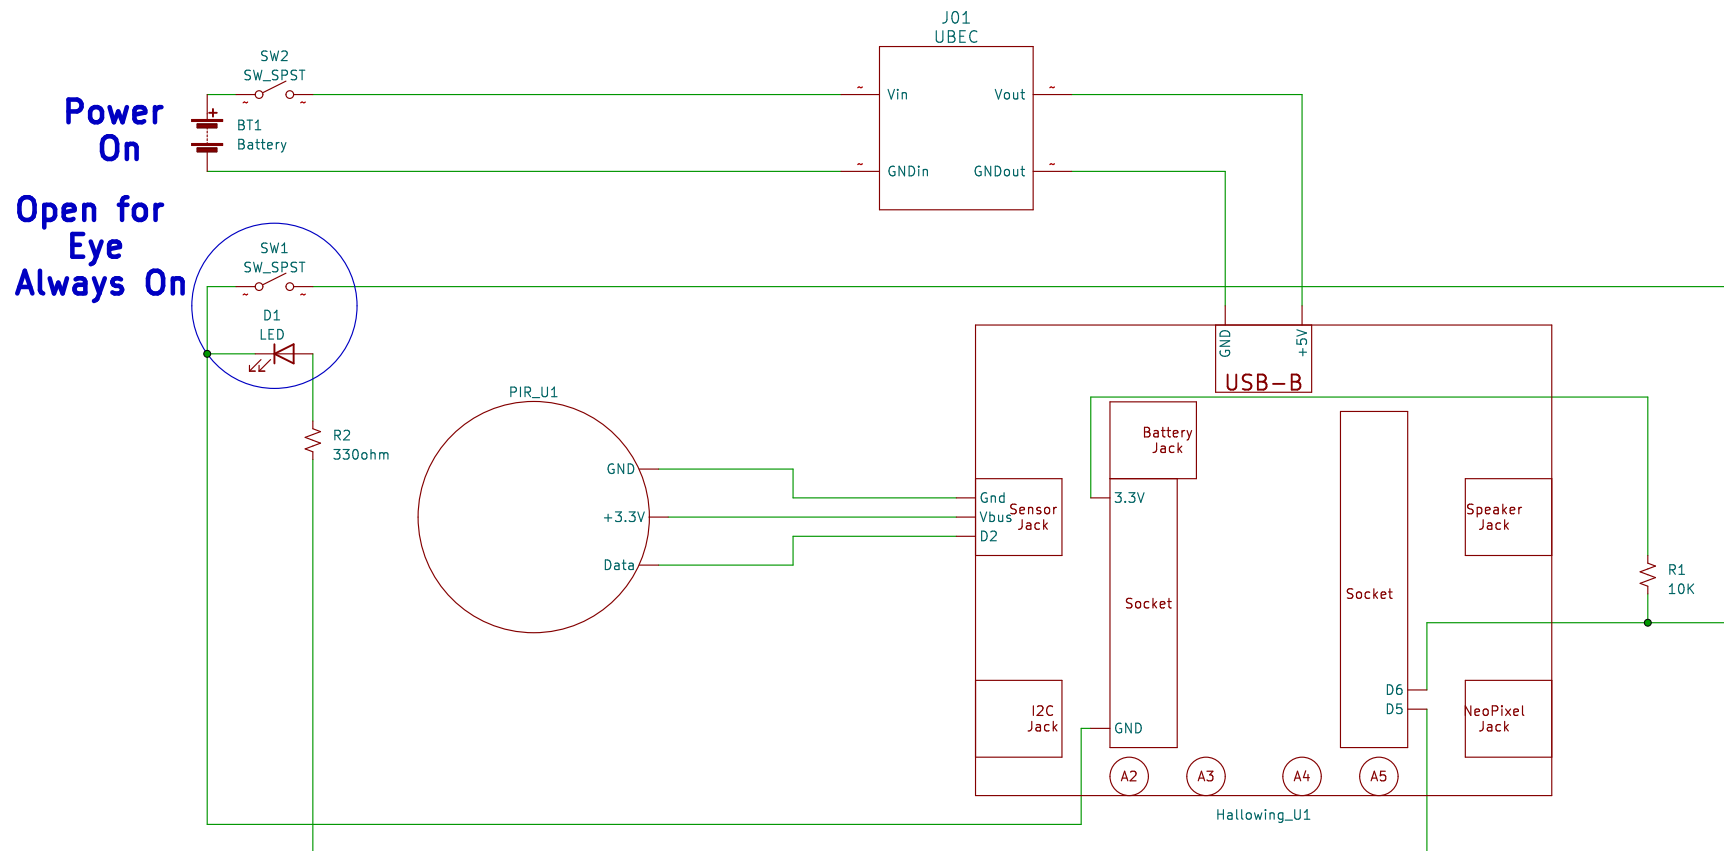 J01
UBEC
SW2
SW_SPST
~
~
Power
On
+
BT1
Battery
~
Vin
Vout
~
~
GNDin
GNDout
~
Open for
Eye
Always On
SW1
SW_SPST
~
~
D1
LED
GND
+5V
USB-B
PIR_U1
R2
330ohm
GND
+3.3V
Data
Battery
Jack
Gnd
Vbus
D2
Sensor
Jack
3.3V
Speaker
Jack
Socket
Socket
R1
10K
D6
D5
I2C
Jack
NeoPixel
Jack
GND
A2
A3
A4
A5
Hallowing_U1